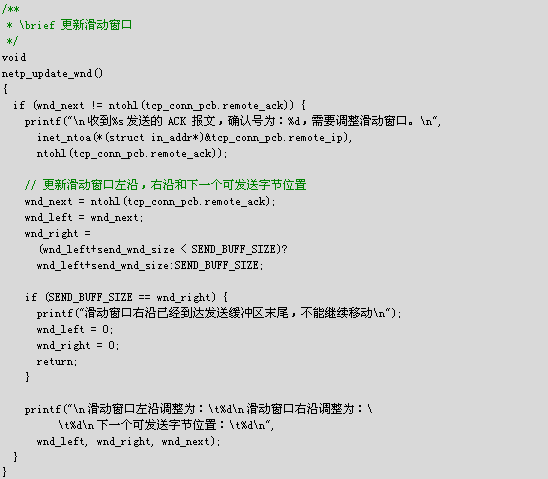 /**
 * \brief 更新滑动窗口
 */
void
netp_update_wnd()
{
  if (wnd_next != ntohl(tcp_conn_pcb.remote_ack)) {
    printf("\n 收到%s 发送的 ACK 报文，确认号为：%d，需要调整滑动窗口。\n",
      inet_ntoa(*(struct in_addr*)&tcp_conn_pcb.remote_ip),
      ntohl(tcp_conn_pcb.remote_ack));

    // 更新滑动窗口左沿，右沿和下一个可发送字节位置
    wnd_next = ntohl(tcp_conn_pcb.remote_ack);
    wnd_left = wnd_next;
    wnd_right =
      (wnd_left+send_wnd_size < SEND_BUFF_SIZE)?
      wnd_left+send_wnd_size:SEND_BUFF_SIZE;

    if (SEND_BUFF_SIZE == wnd_right) {
      printf("滑动窗口右沿已经到达发送缓冲区末尾，不能继续移动\n");
      wnd_left = 0;
      wnd_right = 0;
      return;
    }

    printf("\n 滑动窗口左沿调整为：\t%d\n 滑动窗口右沿调整为：\
         \t%d\n 下一个可发送字节位置：\t%d\n",
      wnd_left, wnd_right, wnd_next);
  }
}